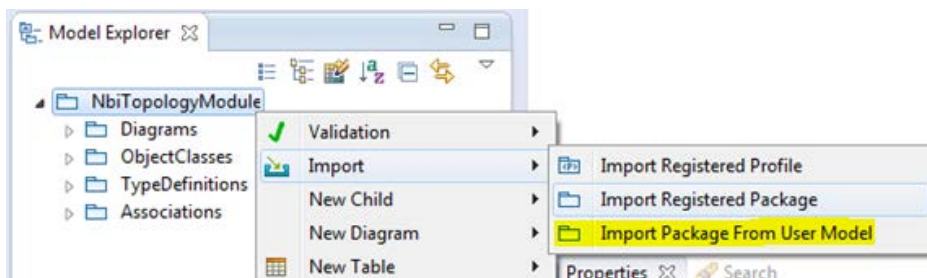 Model Explorer
NbiTopologyModule
Diagrams
ObjectClasses
TypeDefinitions
Associations
Validation
Import
New Child
New Diagram
New Table
Import Registered Profile
Import Registered Package
Import Package From User Model
Properties Search